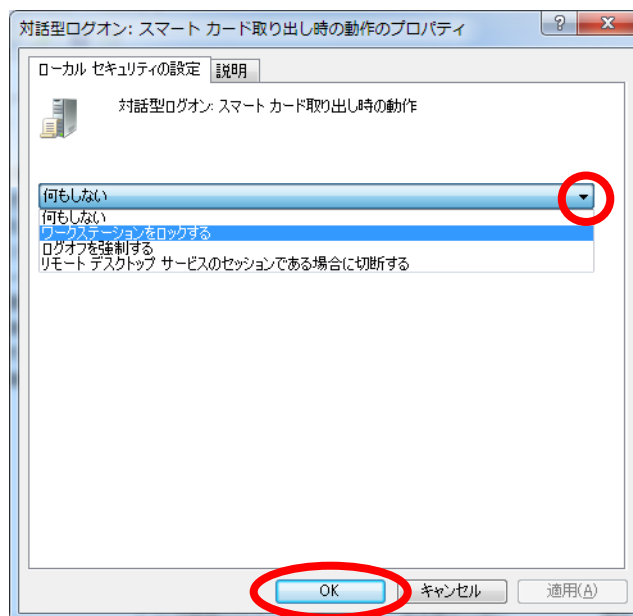 対話型ログオン: スマート カード取り出し時の動作のプロパティ
?
x
ローカル セキュリティの設定
説明
対話型ログオン: スマート カード取り出し時の動作
何もしない
何もしない
ワークステーションをロックする
ログオフを強制する
リモート デスクトップ サービスのセッションである場合に切断する
OK
キャンセル
適用(A)